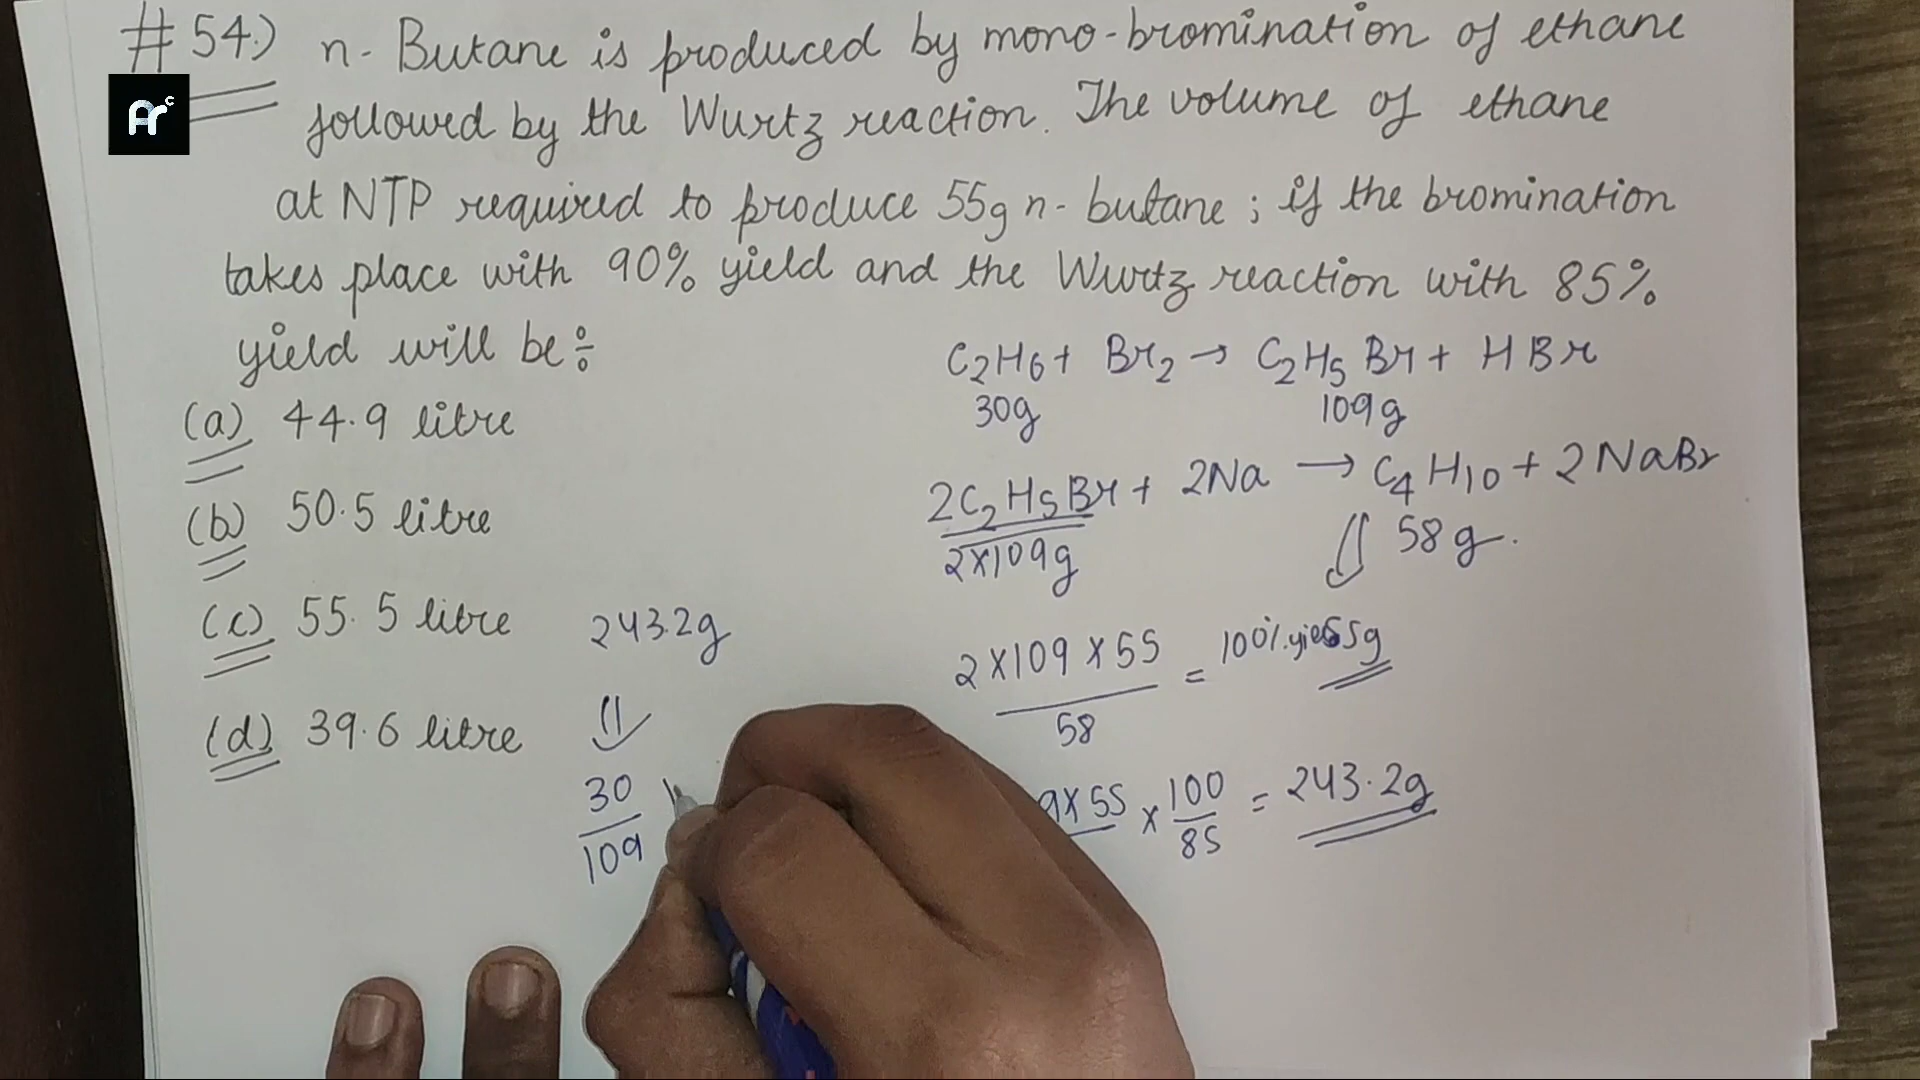 #54.) n-Butane is produced by mono-bromination of ethane
Arc
followed by the Wurtz reaction. The volume of ethane
at NTP required to produce 55g n-butane; if the bromination
takes place with 90% yield and the Wurtz reaction with 85%
yield will be:
(a) 44.9 litre
(b) 50.5 litre
(c) 55.5 litre
(d) 39.6 litre
C2H6 + Br2 → C2H5Br + HBr
30g 109g
2C2H5Br + 2Na → C4H10 + 2NaBr
2×109g 58g.
2×109×55 = 100%. 55g
58
9×55 × 100 = 243.2g
85
243.2g
30
109